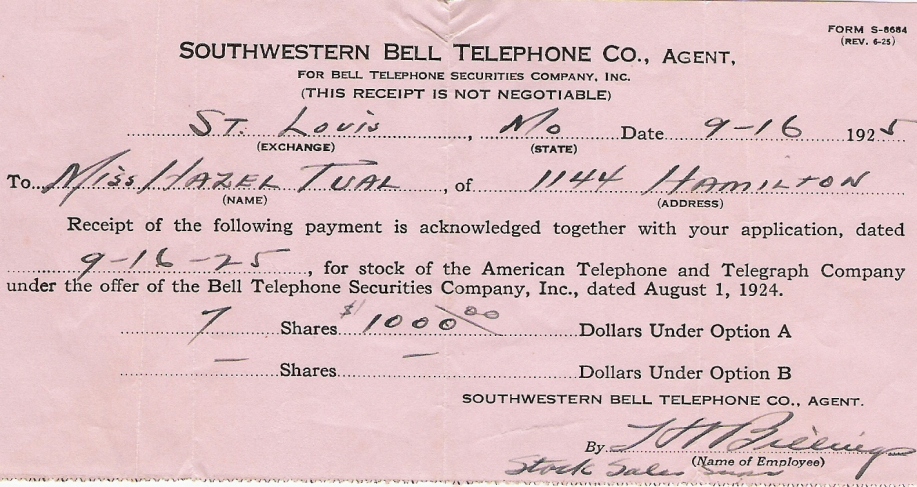 FORM S-8684
(REV. 6-25)
SOUTHWESTERN BELL TELEPHONE CO., AGENT,
FOR BELL TELEPHONE SECURITIES COMPANY, INC.
(THIS RECEIPT IS NOT NEGOTIABLE)
St. Louis, Mo Date 9-16 1925
(EXCHANGE) (STATE)
To Miss Hazel Tual, of 1144 Hamilton
(NAME) (ADDRESS)
Receipt of the following payment is acknowledged together with your application, dated
9-16-25, for stock of the American Telephone and Telegraph Company
under the offer of the Bell Telephone Securities Company, Inc., dated August 1, 1924.
7 Shares $1000 00 Dollars Under Option A
— Shares — Dollars Under Option B
SOUTHWESTERN BELL TELEPHONE CO., AGENT.
By Billings
(Name of Employee)
Stock Sales